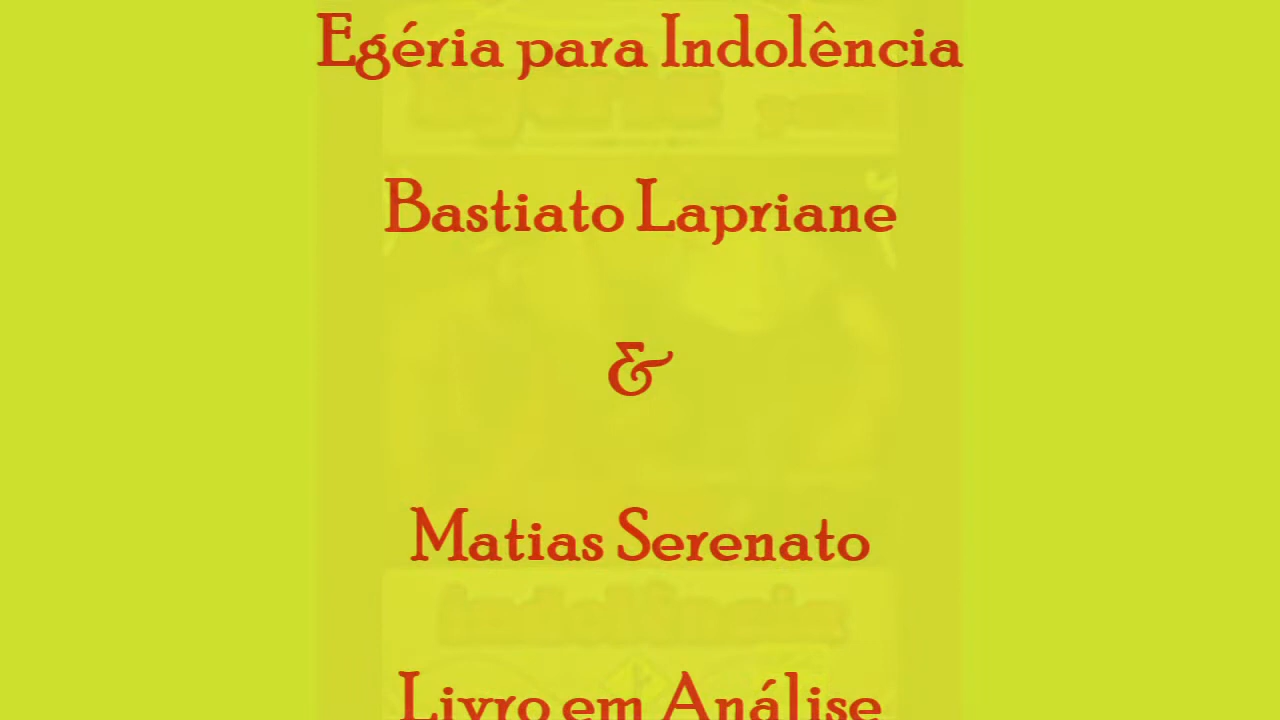 Egéria para Indolência
Bastiato Lapriane
&
Matias Serenato
Livro em Análise